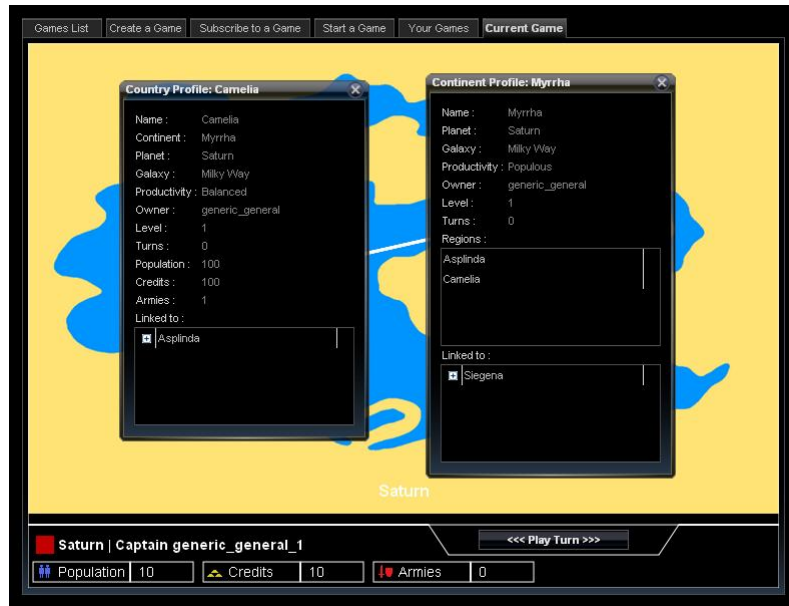 Games List Create a Game Subscribe to a Game Start a Game Your Games Current Game
Country Profile: Camelia
Name : Camelia
Continent : Myrrha
Planet : Saturn
Galaxy : Milky Way
Productivity : Balanced
Owner : generic_general
Level : 1
Turns : 0
Population : 100
Credits : 100
Armies : 1
Linked to :
Asplinda
Continent Profile: Myrrha
Name : Myrrha
Planet : Saturn
Galaxy : Milky Way
Productivity : Populous
Owner : generic_general
Level : 1
Turns : 0
Regions :
Asplinda
Camelia
Linked to :
Siegena
Saturn
Saturn | Captain generic_general_1
<<< Play Turn >>>
Population 10 Credits 10 Armies 0